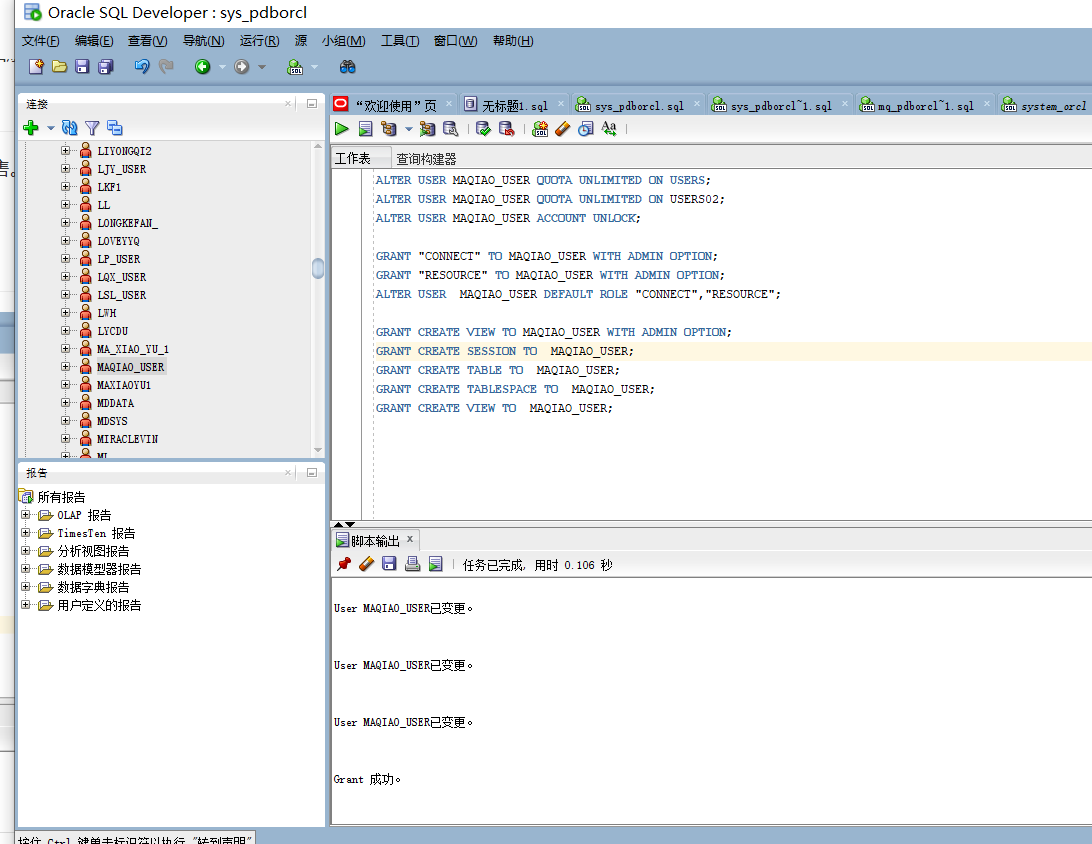 Oracle SQL Developer : sys_pdborcl
文件(F) 编辑(E) 查看(V) 导航(N) 运行(R) 源 小组(M) 工具(T) 窗口(W) 帮助(H)
连接
LIYONGQI2
LJY_USER
LKF1
LL
LONGKEFAN_
LOVEYYQ
LP_USER
LQX_USER
LSL_USER
LWH
LYCDU
MA_XIAO_YU_1
MAQIAO_USER
MAXIAOYU1
MDDATA
MDSYS
MIRACLEVIN
ML
报告
所有报告
OLAP 报告
TimesTen 报告
分析视图报告
数据模型器报告
数据字典报告
用户定义的报告
“欢迎使用”页 无标题1.sql sys_pdborcl.sql sys_pdborcl~1.sql mq_pdborcl~1.sql system_orcl
工作表 查询构建器
ALTER USER MAQIAO_USER QUOTA UNLIMITED ON USERS;
ALTER USER MAQIAO_USER QUOTA UNLIMITED ON USERS02;
ALTER USER MAQIAO_USER ACCOUNT UNLOCK;
GRANT "CONNECT" TO MAQIAO_USER WITH ADMIN OPTION;
GRANT "RESOURCE" TO MAQIAO_USER WITH ADMIN OPTION;
ALTER USER  MAQIAO_USER DEFAULT ROLE "CONNECT","RESOURCE";
GRANT CREATE VIEW TO MAQIAO_USER WITH ADMIN OPTION;
GRANT CREATE SESSION TO  MAQIAO_USER;
GRANT CREATE TABLE TO  MAQIAO_USER;
GRANT CREATE TABLESPACE TO  MAQIAO_USER;
GRANT CREATE VIEW TO  MAQIAO_USER;
脚本输出
任务已完成, 用时 0.106 秒
User MAQIAO_USER已变更。
User MAQIAO_USER已变更。
User MAQIAO_USER已变更。
Grant 成功。
按住 Ctrl 键单击标识符以执行 "转到声明"